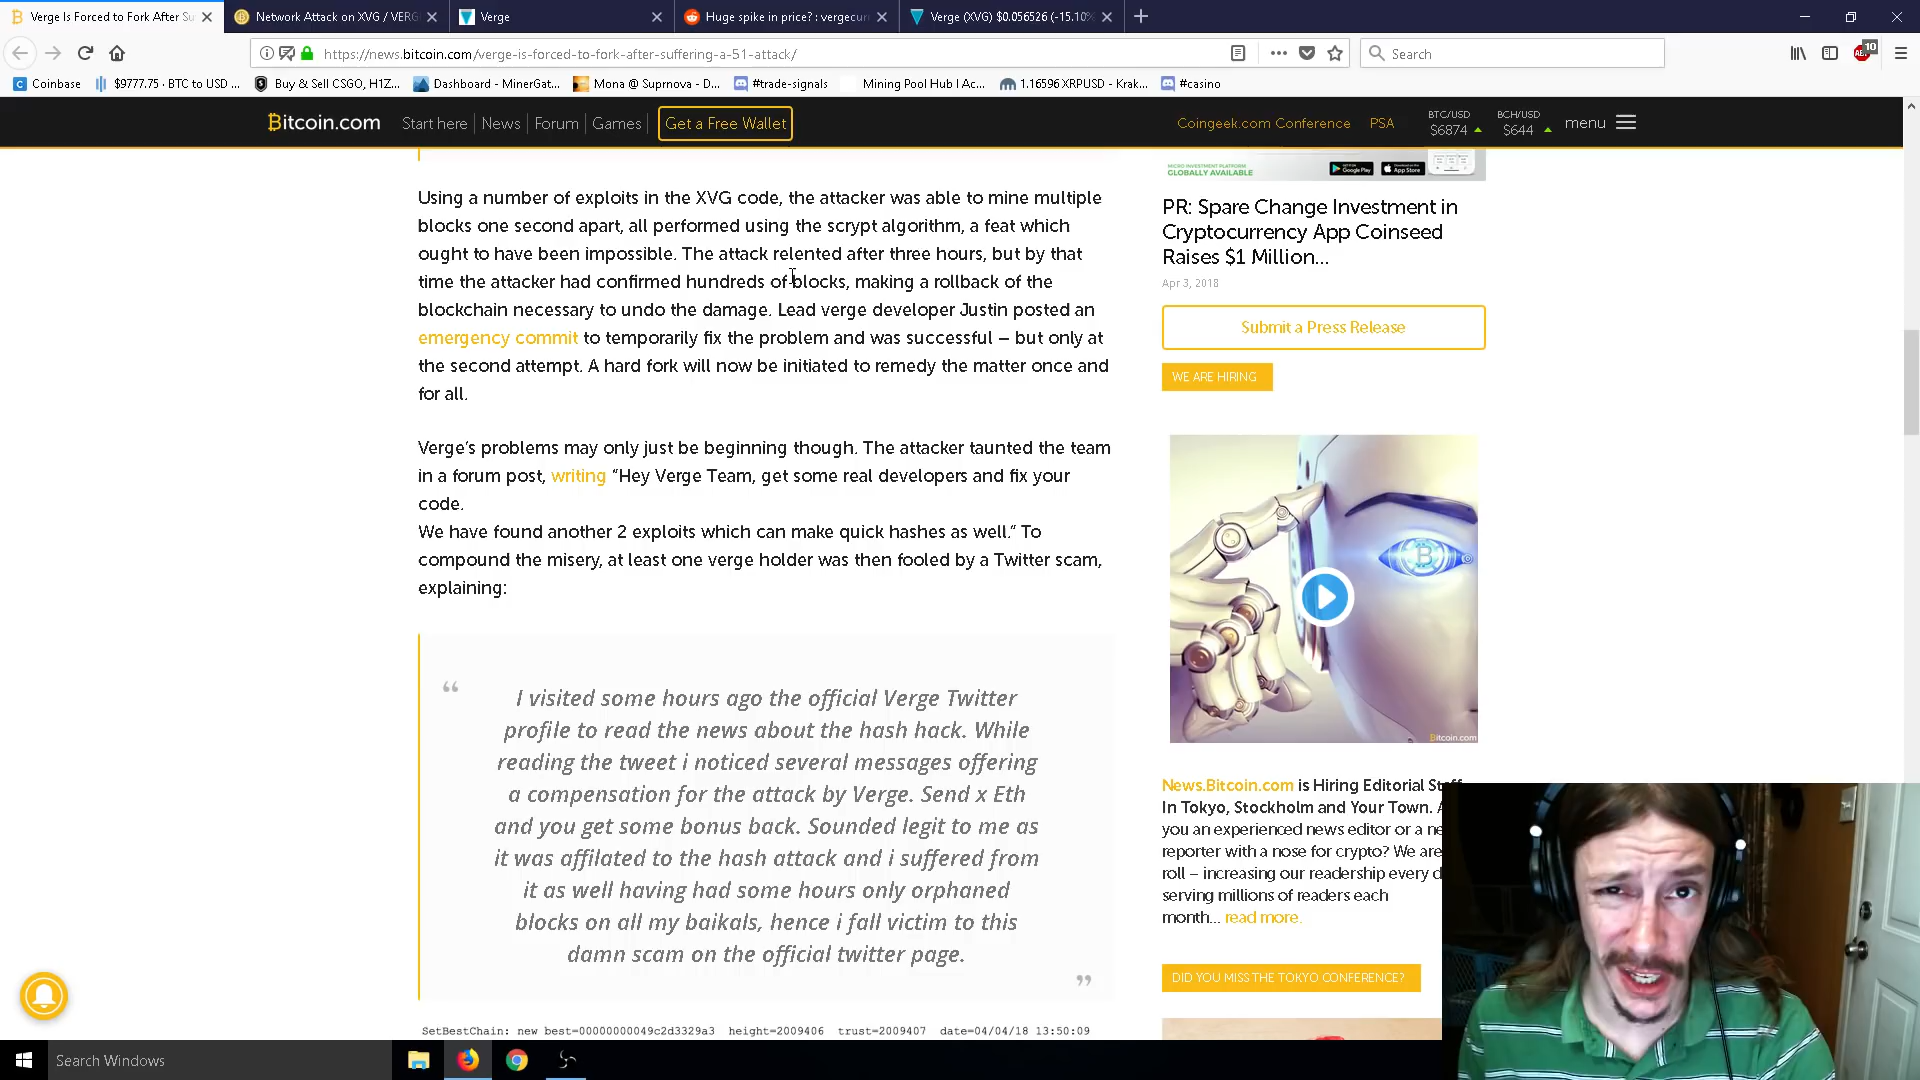 Verge Is Forced to Fork After Su
Network Attack on XVG / VERG
Verge
Huge spike in price? : vergecur
Verge (XVG) $0.056526 (-15.10%
https://news.bitcoin.com/verge-is-forced-to-fork-after-suffering-a-51-attack/
Search
10
Coinbase
$9777.75 · BTC to USD ...
Buy & Sell CSGO, H1Z...
Dashboard - MinerGat...
Mona @ Suprnova - D...
#trade-signals
Mining Pool Hub | Ac...
1.16596 XRPUSD - Krak...
#casino
Bitcoin.com
Start here | News | Forum | Games |
Get a Free Wallet
Coingeek.com Conference
PSA
BTC/USD
$6874
BCH/USD
$644
menu
Using a number of exploits in the XVG code, the attacker was able to mine multiple
blocks one second apart, all performed using the scrypt algorithm, a feat which
ought to have been impossible. The attack relented after three hours, but by that
time the attacker had confirmed hundreds of blocks, making a rollback of the
blockchain necessary to undo the damage. Lead verge developer Justin posted an
emergency commit to temporarily fix the problem and was successful – but only at
the second attempt. A hard fork will now be initiated to remedy the matter once and
for all.
Verge’s problems may only just be beginning though. The attacker taunted the team
in a forum post, writing “Hey Verge Team, get some real developers and fix your
code.
We have found another 2 exploits which can make quick hashes as well.” To
compound the misery, at least one verge holder was then fooled by a Twitter scam,
explaining:
“
I visited some hours ago the official Verge Twitter
profile to read the news about the hash hack. While
reading the tweet i noticed several messages offering
a compensation for the attack by Verge. Send x Eth
and you get some bonus back. Sounded legit to me as
it was affilated to the hash attack and i suffered from
it as well having had some hours only orphaned
blocks on all my baikals, hence i fall victim to this
damn scam on the official twitter page.
”
SetBestChain: new best=00000000049c2d3329a3 height=2009406 trust=2009407 date=04/04/18 13:50:09
MICRO INVESTMENT PLATFORM
GLOBALLY AVAILABLE
Google Play
App Store
PR: Spare Change Investment in
Cryptocurrency App Coinseed
Raises $1 Million...
Apr 3, 2018
Submit a Press Release
WE ARE HIRING
Bitcoin.com
News.Bitcoin.com is Hiring Editorial Staff
In Tokyo, Stockholm and Your Town. A
you an experienced news editor or a ne
reporter with a nose for crypto? We are
roll – increasing our readership every d
serving millions of readers each
month... read more.
DID YOU MISS THE TOKYO CONFERENCE?
Search Windows